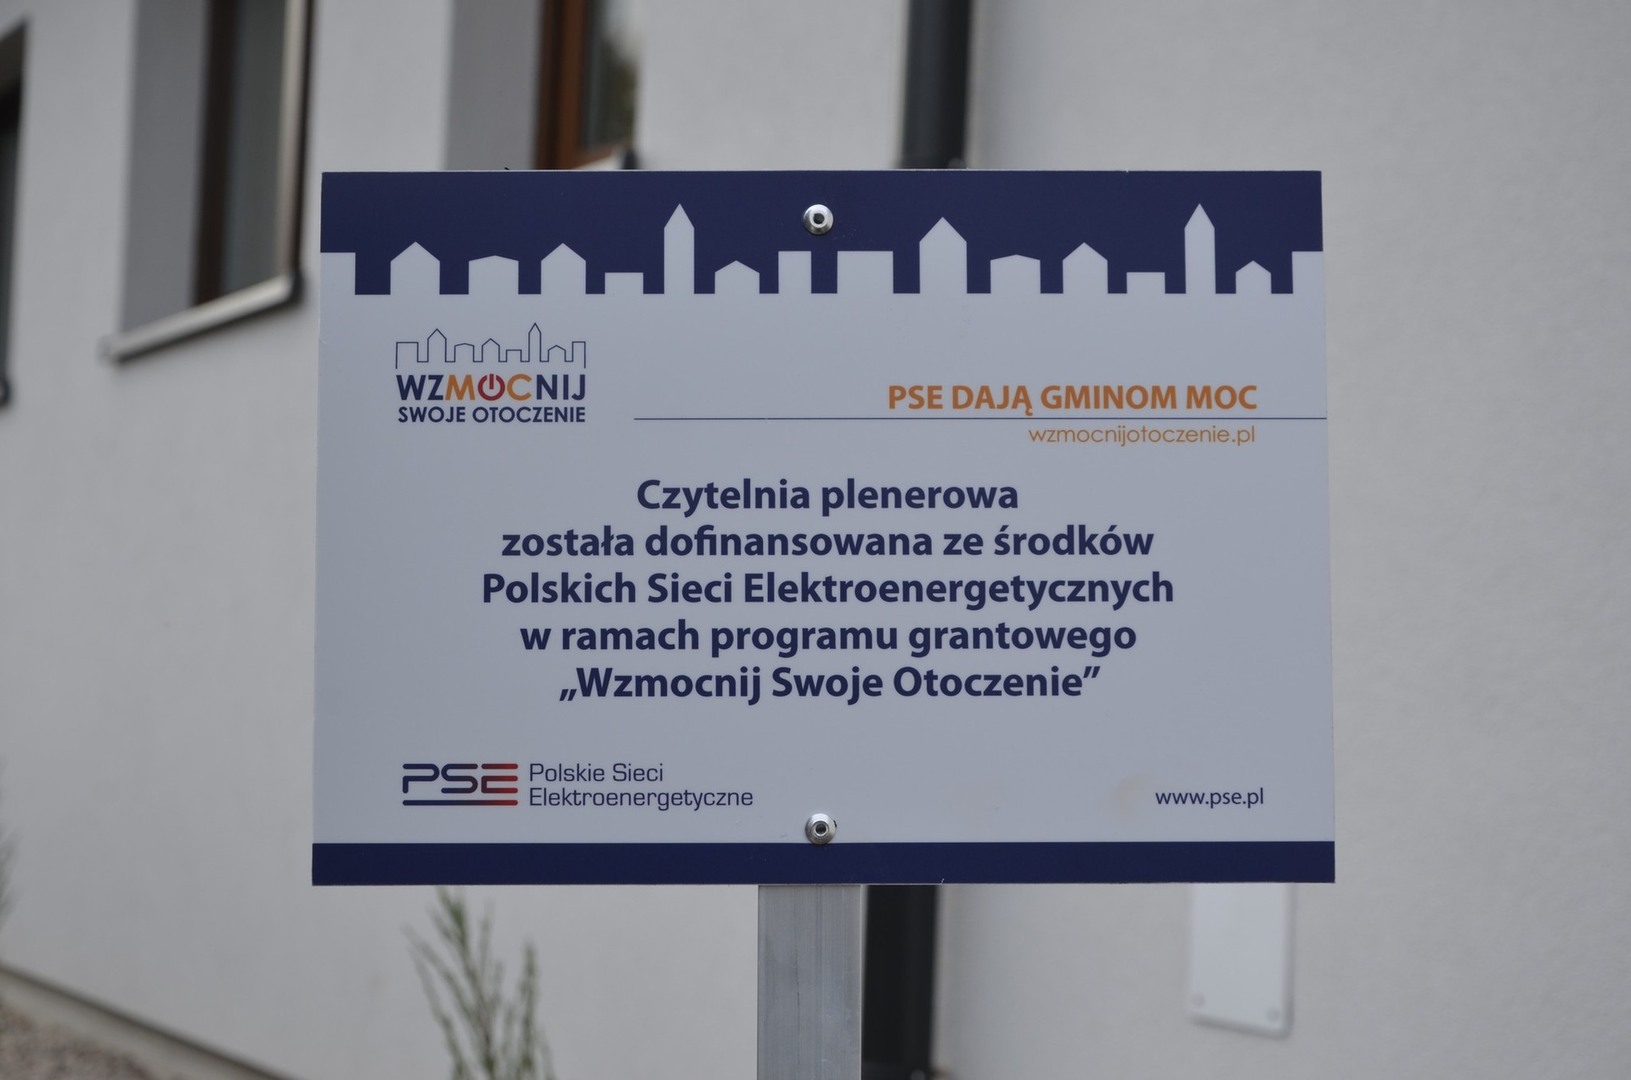 WZMOCNIJ
SWOJE OTOCZENIE
PSE DAJĄ GMINOM MOC
wzmocnijotoczenie.pl
Czytelnia plenerowa
została dofinansowana ze środków
Polskich Sieci Elektroenergetycznych
w ramach programu grantowego
„Wzmocnij Swoje Otoczenie”
PSE Polskie Sieci
Elektroenergetyczne
www.pse.pl